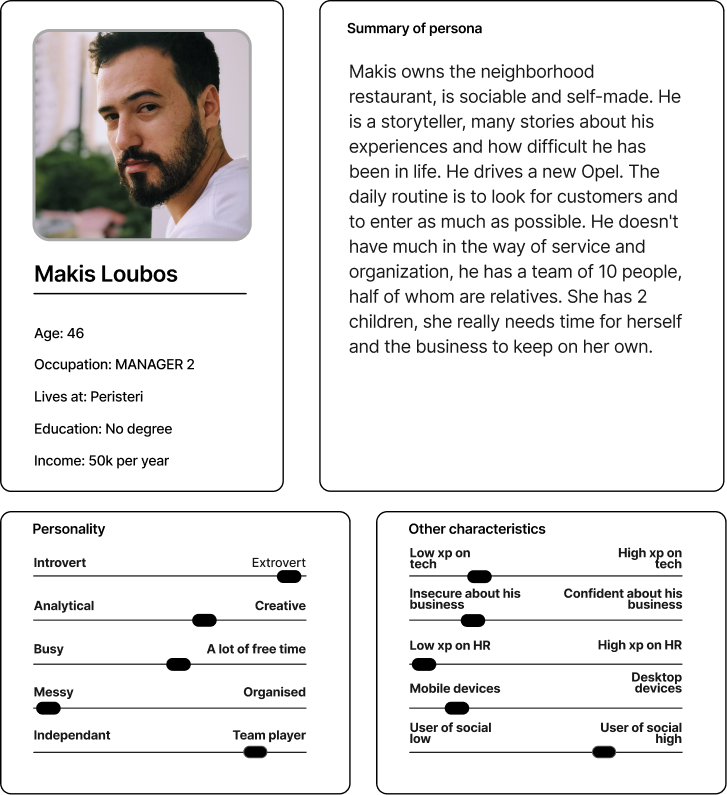 Makis Loubos
Age: 46
Occupation: MANAGER 2
Lives at: Peristeri
Education: No degree
Income: 50k per year
Summary of persona
Makis owns the neighborhood
restaurant, is sociable and self-made. He
is a storyteller, many stories about his
experiences and how difficult he has
been in life. He drives a new Opel. The
daily routine is to look for customers and
to enter as much as possible. He doesn't
have much in the way of service and
organization, he has a team of 10 people,
half of whom are relatives. She has 2
children, she really needs time for herself
and the business to keep on her own.
Personality
Introvert Extrovert
Analytical Creative
Busy A lot of free time
Messy Organised
Independant Team player
Other characteristics
Low xp on High xp on
tech tech
Insecure about his Confident about his
business business
Low xp on HR High xp on HR
Mobile devices Desktop
devices
User of social User of social
low high